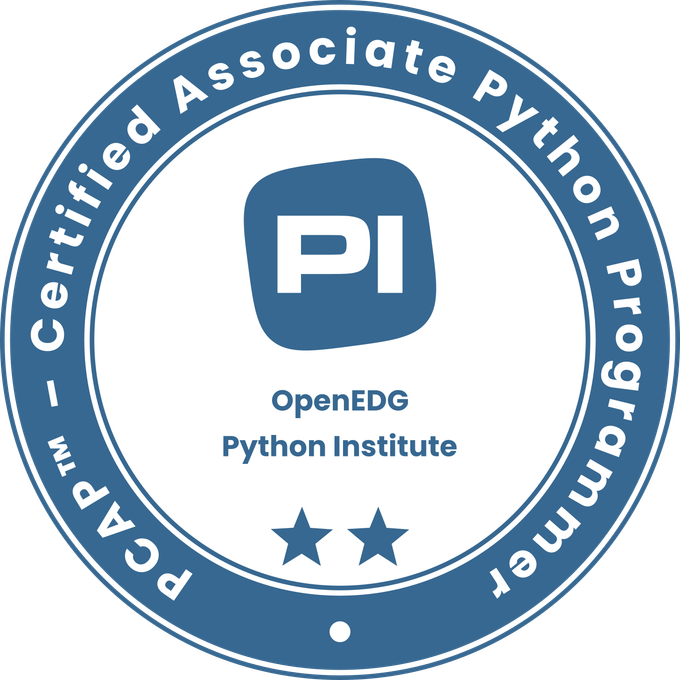 PCAP™ – Certified Associate Python Programmer
PI
OpenEDG
Python Institute